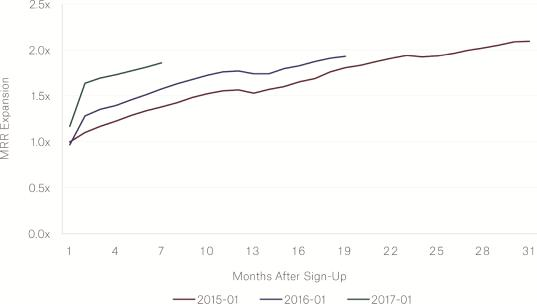 2.5x
2.0x
1.5x
1.0x
0.5x
0.0x
MRR Expansion
1 4 7 10 13 16 19 22 25 28 31
Months After Sign-Up
2015-01 2016-01 2017-01